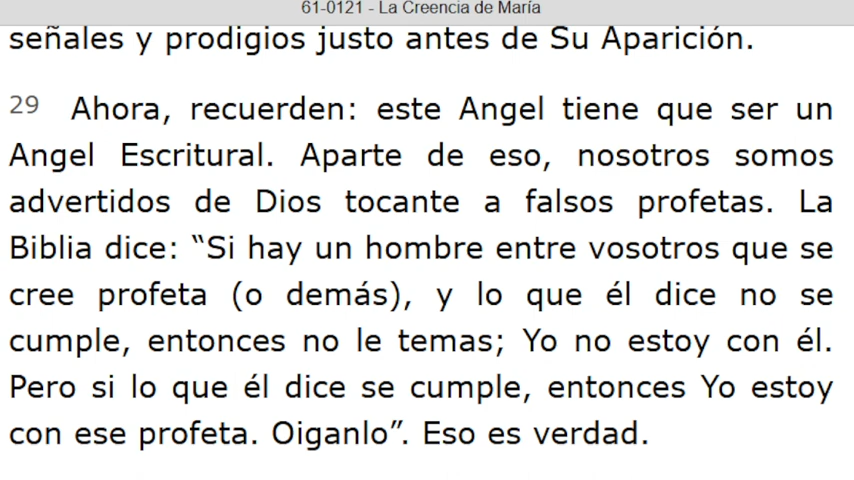 61-0121 - La Creencia de María
señales y prodigios justo antes de Su Aparición.
29 Ahora, recuerden: este Angel tiene que ser un
Angel Escritural. Aparte de eso, nosotros somos
advertidos de Dios tocante a falsos profetas. La
Biblia dice: “Si hay un hombre entre vosotros que se
cree profeta (o demás), y lo que él dice no se
cumple, entonces no le temas; Yo no estoy con él.
Pero si lo que él dice se cumple, entonces Yo estoy
con ese profeta. Oiganlo”. Eso es verdad.